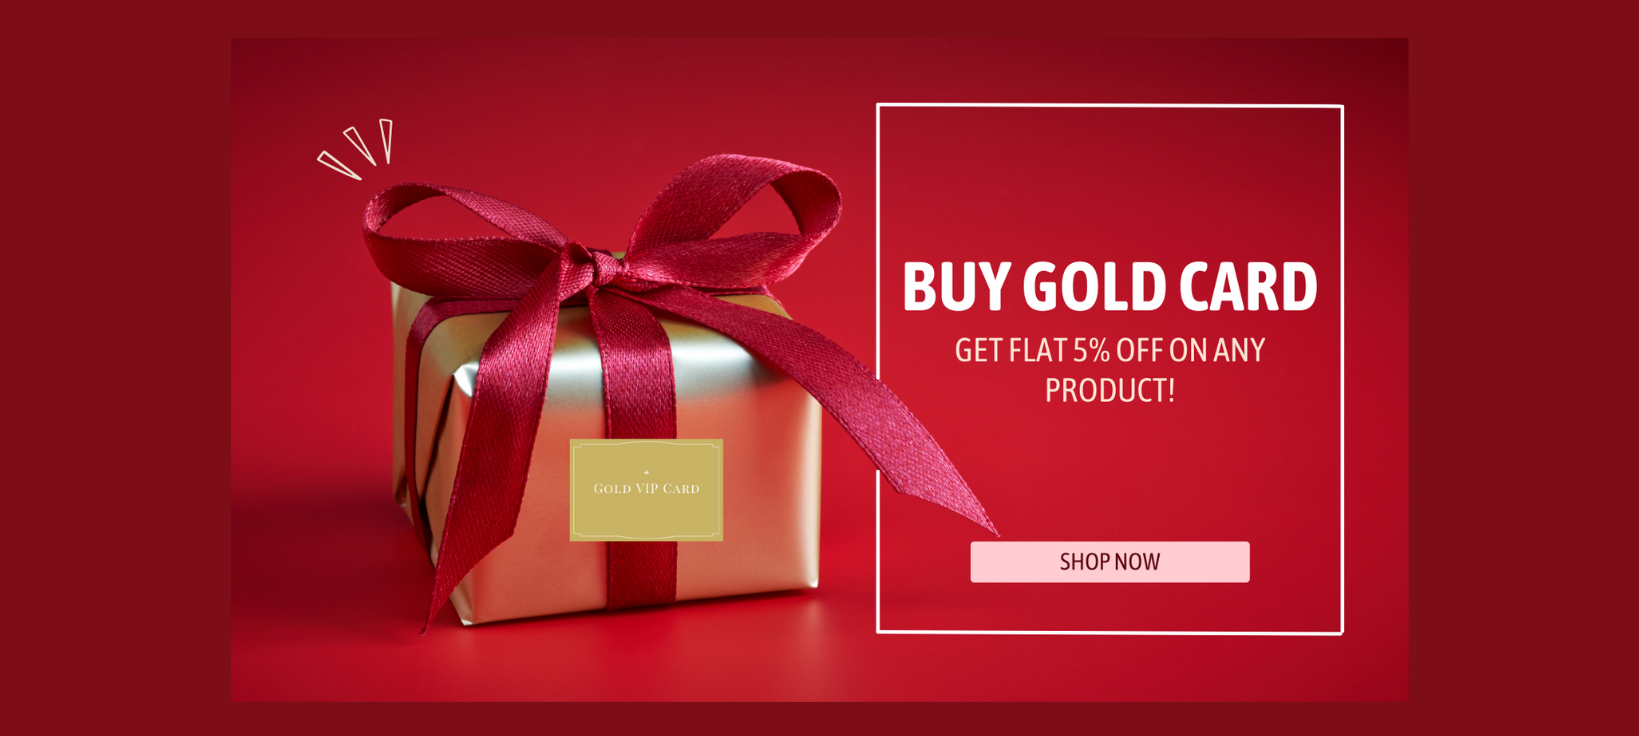 BUY GOLD CARD
GET FLAT 5% OFF ON ANY
PRODUCT!
Gold VIP Card
SHOP NOW